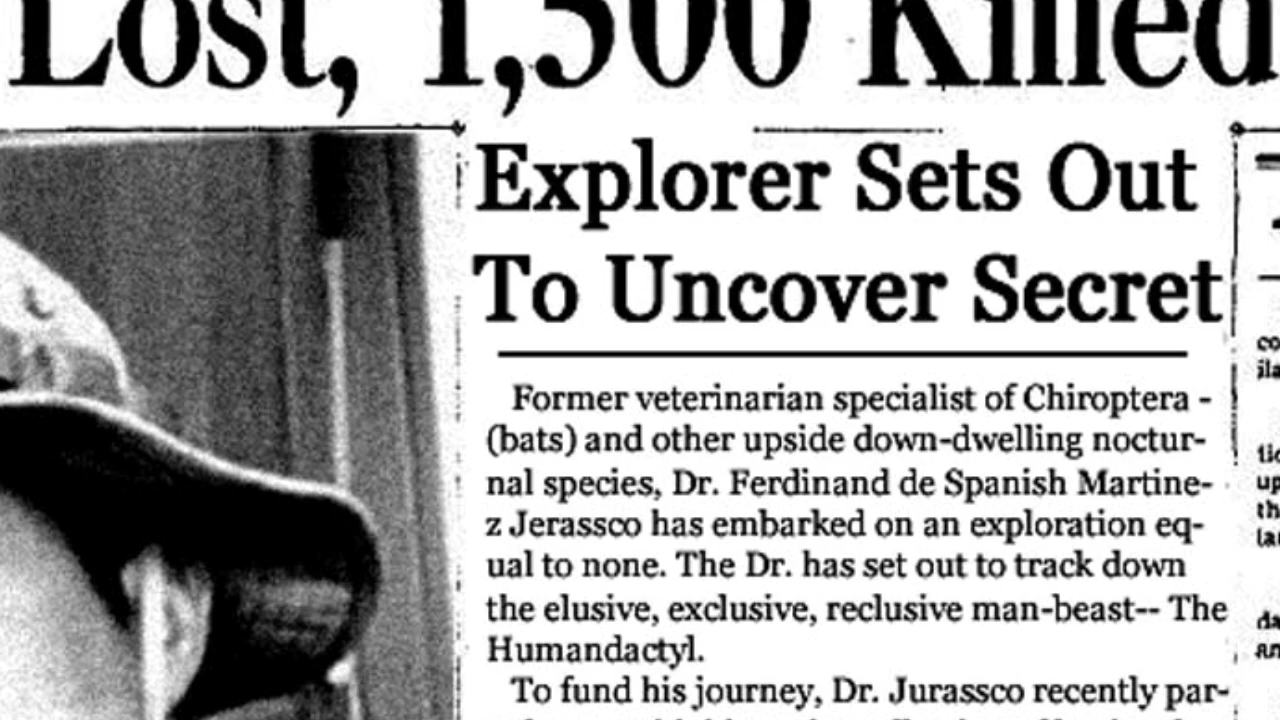 Lost, 1,500 Killed
Explorer Sets Out
To Uncover Secret
Former veterinarian specialist of Chiroptera -
(bats) and other upside down-dwelling noctur-
nal species, Dr. Ferdinand de Spanish Martine-
z Jerassco has embarked on an exploration eq-
ual to none. The Dr. has set out to track down
the elusive, exclusive, reclusive man-beast-- The
Humandactyl.
To fund his journey, Dr. Jurassco recently par-